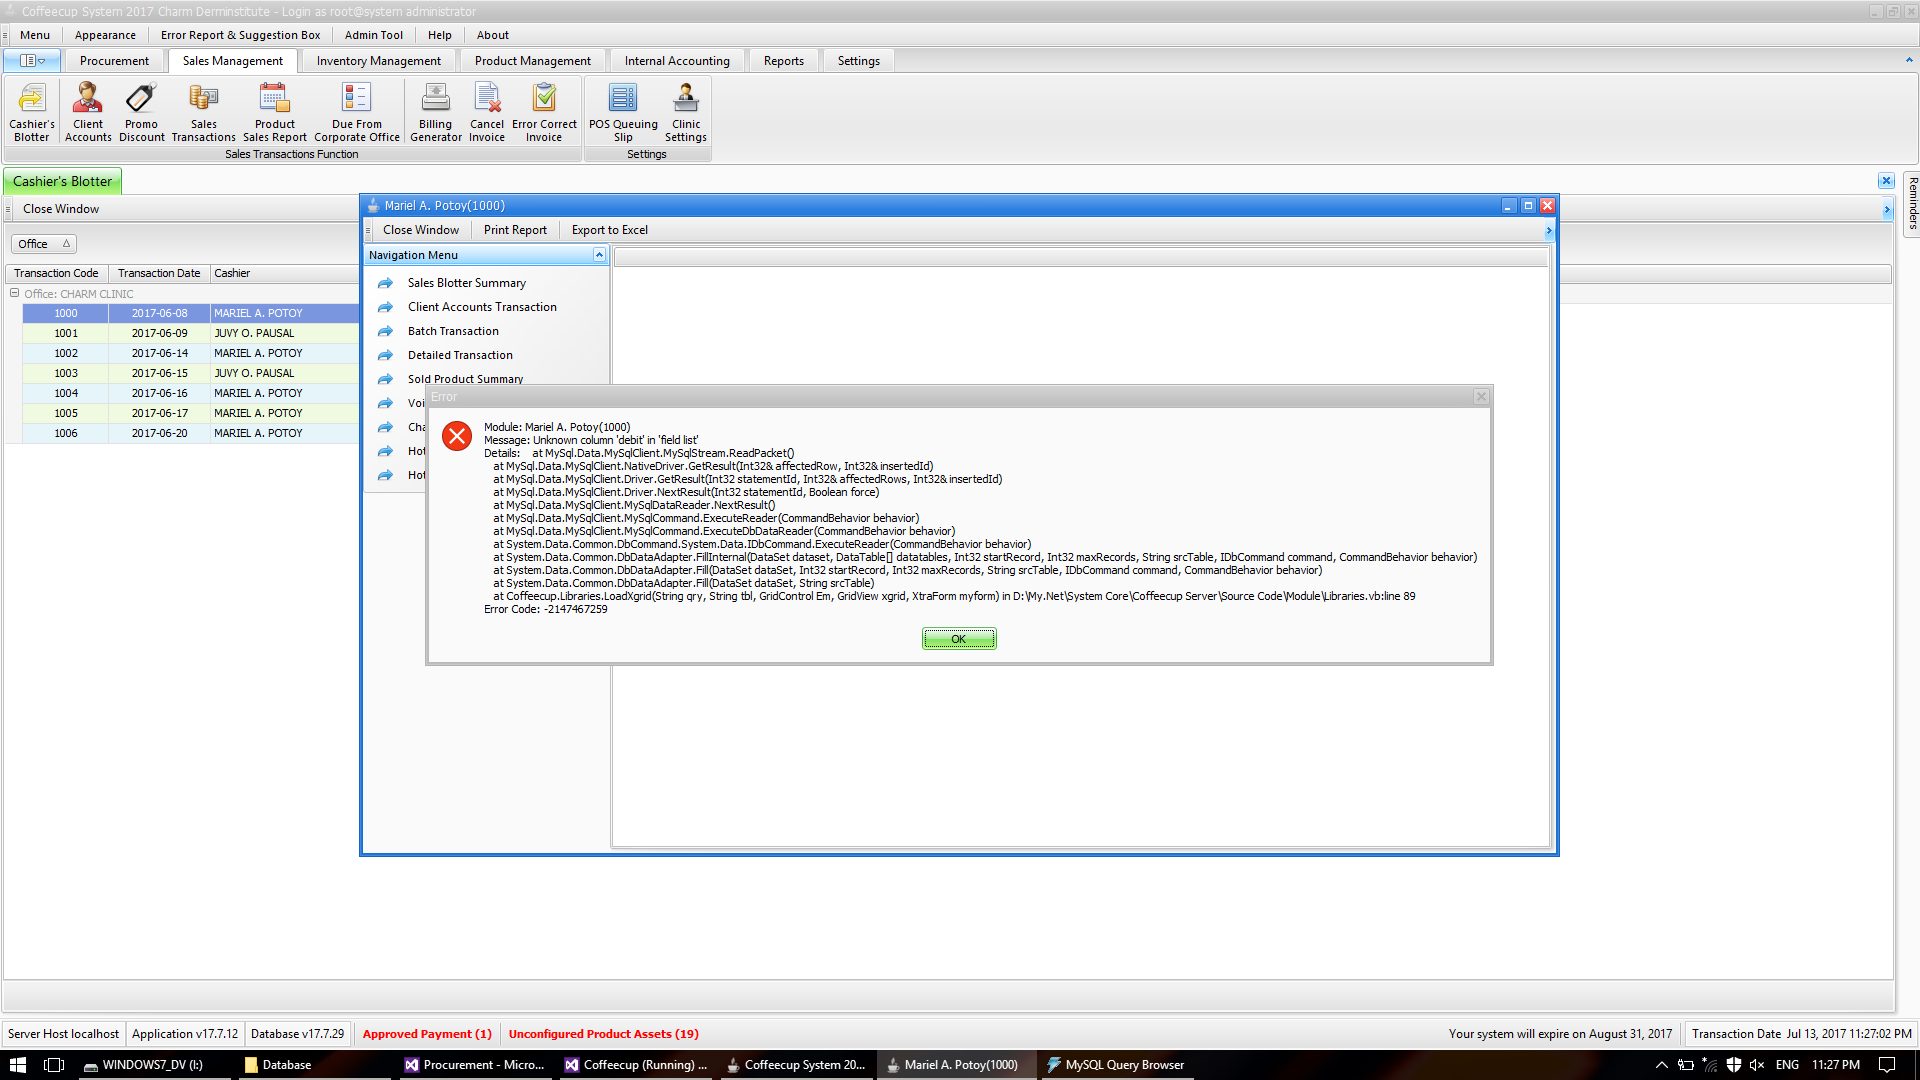 Coffeecup System 2017 Charm Derminstitute - Login as root@system administrator
Menu Appearance Error Report & Suggestion Box Admin Tool Help About
Procurement Sales Management Inventory Management Product Management Internal Accounting Reports Settings
Cashier's Blotter
Client Accounts
Promo Discount
Sales Transactions
Product Sales Report
Due From Corporate Office
Billing Generator
Cancel Invoice
Error Correct Invoice
POS Queuing Slip
Clinic Settings
Sales Transactions Function
Settings
Cashier's Blotter
Reminders
Close Window
Office
Transaction Code Transaction Date Cashier
Office: CHARM CLINIC
1000 2017-06-08 MARIEL A. POTOY
1001 2017-06-09 JUVY O. PAUSAL
1002 2017-06-14 MARIEL A. POTOY
1003 2017-06-15 JUVY O. PAUSAL
1004 2017-06-16 MARIEL A. POTOY
1005 2017-06-17 MARIEL A. POTOY
1006 2017-06-20 MARIEL A. POTOY
Mariel A. Potoy(1000)
Close Window Print Report Export to Excel
Navigation Menu
Sales Blotter Summary
Client Accounts Transaction
Batch Transaction
Detailed Transaction
Sold Product Summary
Voi
Cha
Hot
Hot
Error
Module: Mariel A. Potoy(1000)
Message: Unknown column 'debit' in 'field list'
Details: at MySql.Data.MySqlClient.MySqlStream.ReadPacket()
at MySql.Data.MySqlClient.NativeDriver.GetResult(Int32& affectedRow, Int32& insertedId)
at MySql.Data.MySqlClient.Driver.GetResult(Int32 statementId, Int32& affectedRows, Int32& insertedId)
at MySql.Data.MySqlClient.Driver.NextResult(Int32 statementId, Boolean force)
at MySql.Data.MySqlClient.MySqlDataReader.NextResult()
at MySql.Data.MySqlClient.MySqlCommand.ExecuteReader(CommandBehavior behavior)
at MySql.Data.MySqlClient.MySqlCommand.ExecuteDbDataReader(CommandBehavior behavior)
at System.Data.Common.DbCommand.System.Data.IDbCommand.ExecuteReader(CommandBehavior behavior)
at System.Data.Common.DbDataAdapter.FillInternal(DataSet dataset, DataTable[] datatables, Int32 startRecord, Int32 maxRecords, String srcTable, IDbCommand command, CommandBehavior behavior)
at System.Data.Common.DbDataAdapter.Fill(DataSet dataSet, Int32 startRecord, Int32 maxRecords, String srcTable, IDbCommand command, CommandBehavior behavior)
at System.Data.Common.DbDataAdapter.Fill(DataSet dataSet, String srcTable)
at Coffeecup.Libraries.LoadXgrid(String qry, String tbl, GridControl Em, GridView xgrid, XtraForm myform) in D:\My.Net\System Core\Coffeecup Server\Source Code\Module\Libraries.vb:line 89
Error Code: -2147467259
OK
Server Host localhost Application v17.7.12 Database v17.7.29 Approved Payment (1) Unconfigured Product Assets (19) Your system will expire on August 31, 2017 Transaction Date Jul 13, 2017 11:27:02 PM
WINDOWS7_DV (I:) Database Procurement - Micro... Coffeecup (Running) ... Coffeecup System 20... Mariel A. Potoy(1000) MySQL Query Browser ENG 11:27 PM